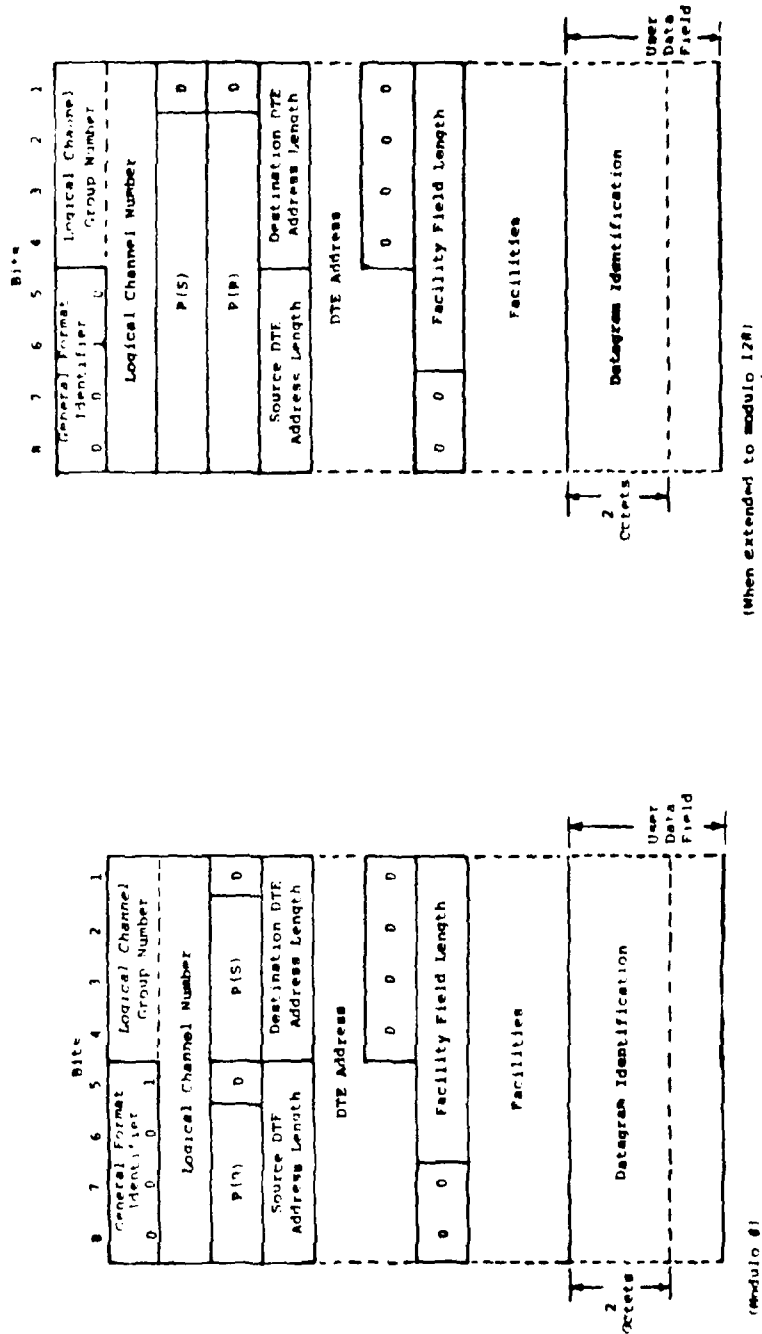 Bits
8 7 6 5 4 3 2 1
General Format
Identifier
0 0 0 1
Logical Channel
Group Number
Logical Channel Number
P(R)
0
P(S)
0
Source DTE
Address Length
Destination DTE
Address Length
DTE Address
0 0 0 0
0 0
Facility Field Length
Facilities
Datagram Identification
2
Octets
User
Data
Field
(Modulo 8)
Bits
8 7 6 5 4 3 2 1
General Format
Identifier
0 0 1 0
Logical Channel
Group Number
Logical Channel Number
P(S)
0
P(R)
0
Source DTE
Address Length
Destination DTE
Address Length
DTE Address
0 0 0 0
0 0
Facility Field Length
Facilities
Datagram Identification
2
Octets
User
Data
Field
(When extended to modulo 128)